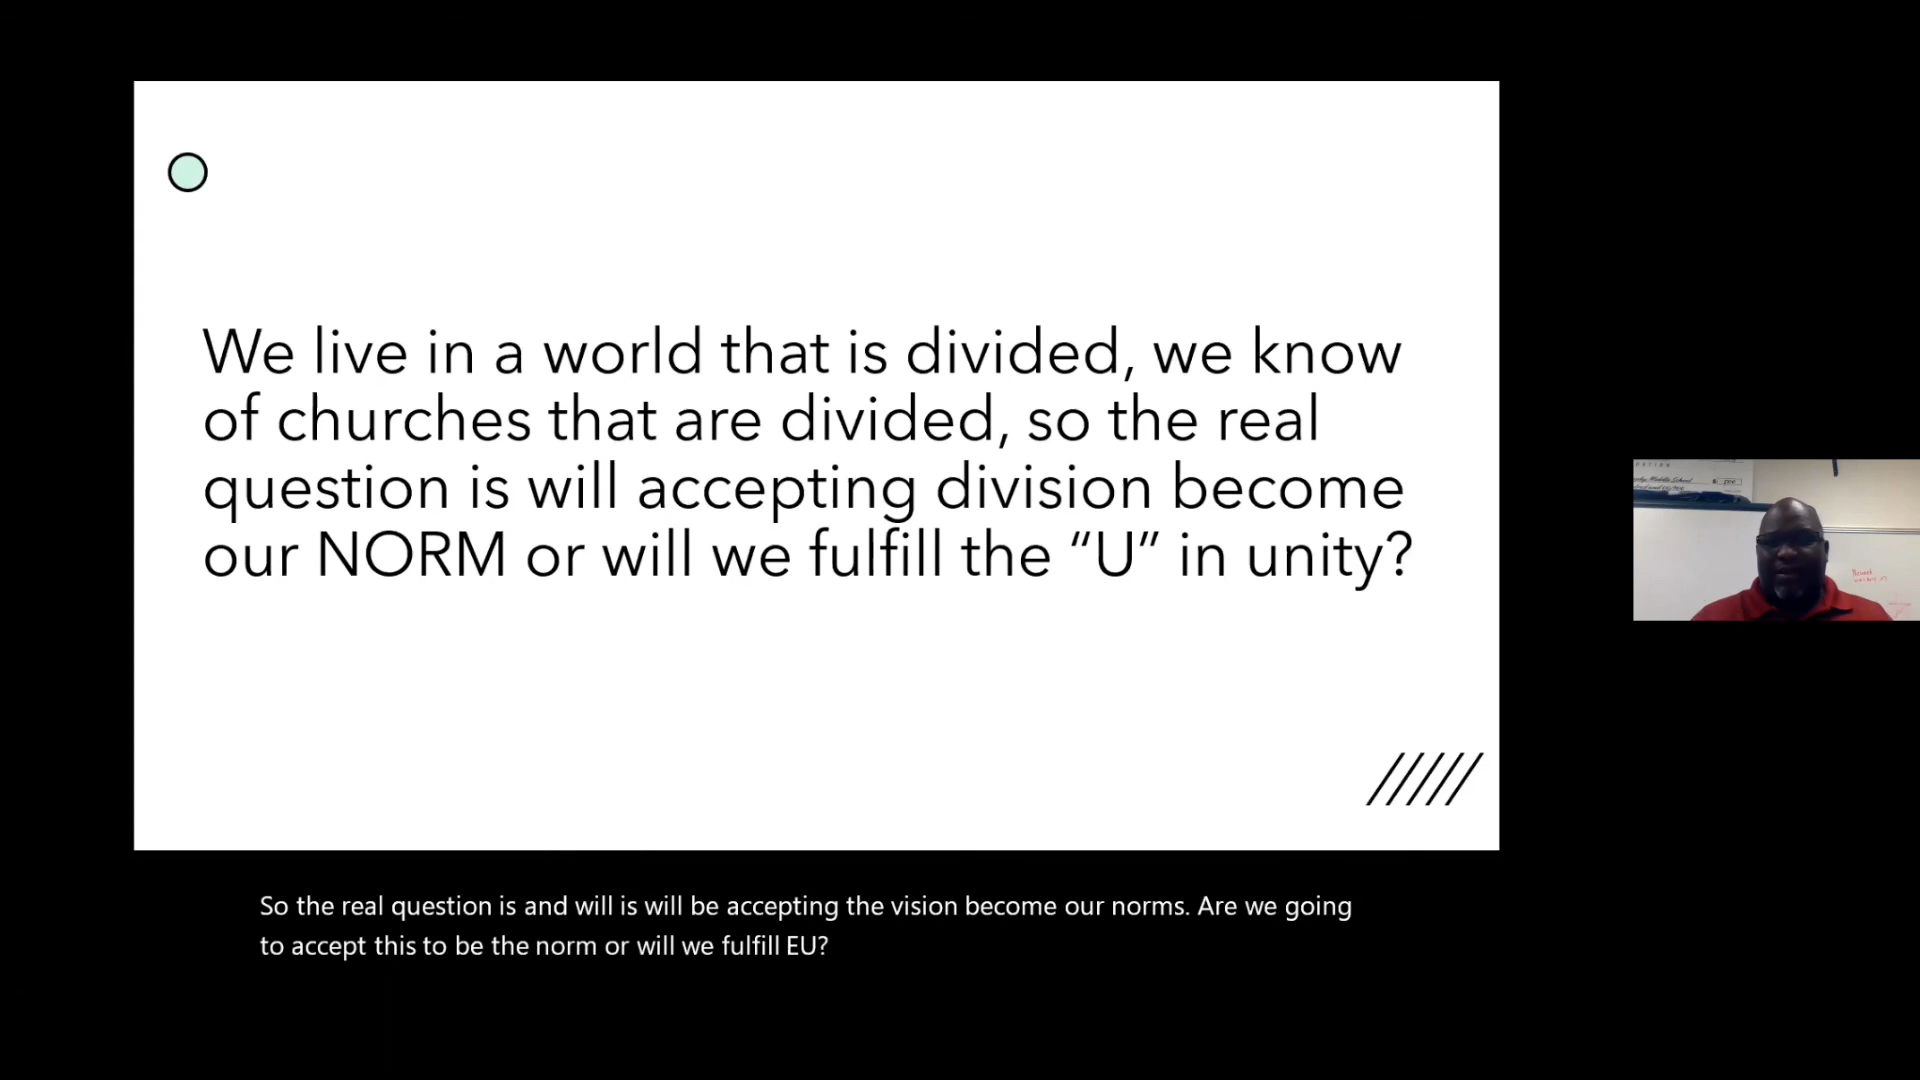 We live in a world that is divided, we know
of churches that are divided, so the real
question is will accepting division become
our NORM or will we fulfill the “U” in unity?
Middle School
$
So the real question is and will is will be accepting the vision become our norms. Are we going
to accept this to be the norm or will we fulfill EU?